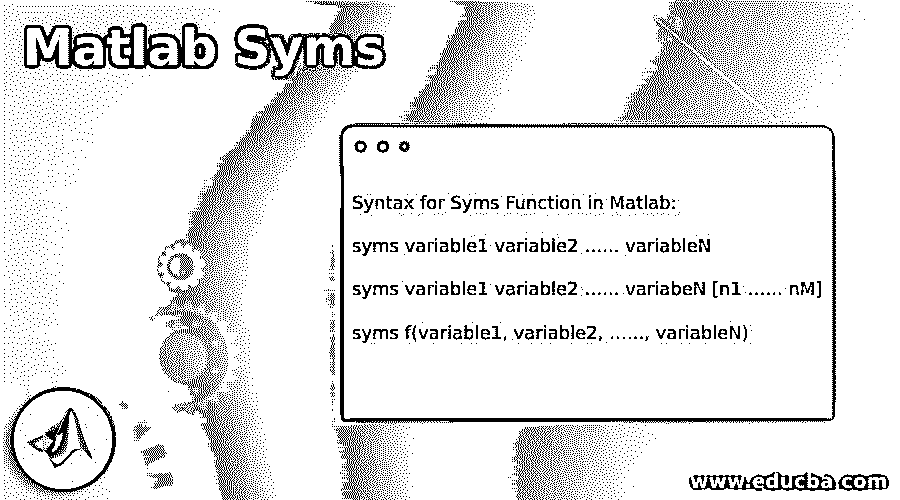 Matlab Syms
Syntax for Syms Function in Matlab:
syms variable1 variable2 ...... variableN
syms variable1 variable2 ...... variabeN [n1 ...... nM]
syms f(variable1, variable2, ......, variableN)
www.educba.com